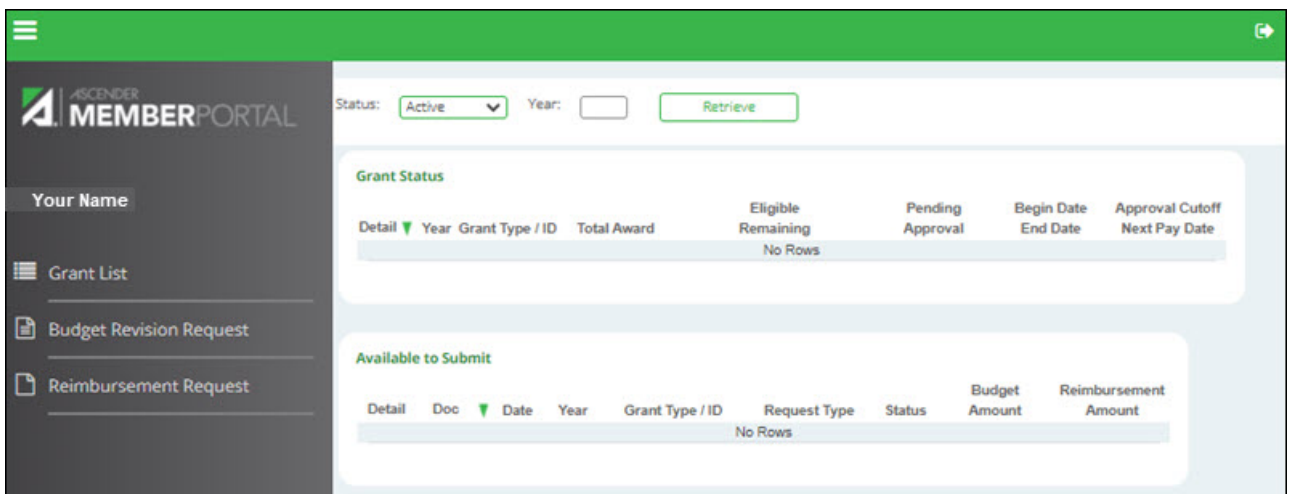 ASCENDER
MEMBERPORTAL
Your Name
Grant List
Budget Revision Request
Reimbursement Request
Status: Active Year: Retrieve
Grant Status
Detail Year Grant Type / ID Total Award Eligible Remaining Pending Approval Begin Date End Date Approval Cutoff Next Pay Date
No Rows
Available to Submit
Detail Doc Date Year Grant Type / ID Request Type Status Budget Amount Reimbursement Amount
No Rows